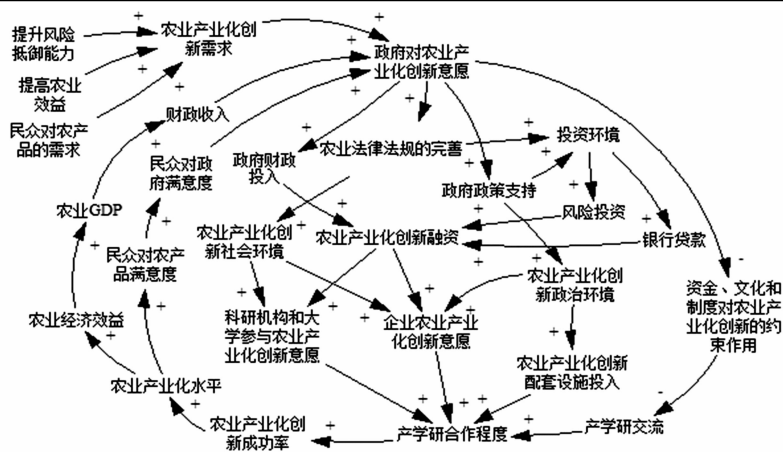 提升风险
抵御能力
农业产业化创
新需求
提高农业
效益
民众对农产
品的需求
政府对农业产
业化创新意愿
财政收入
民众对政
府满意度
政府财政
投入
农业法律法规的完善
投资环境
政府政策支持
风险投资
银行贷款
农业GDP
民众对农产
品满意度
农业产业化创
新社会环境
农业产业化创新融资
农业产业化创
新政治环境
资金、文化和
制度对农业产
业化创新的约
束作用
农业经济效益
科研机构和大
学参与农业产
业化创新意愿
企业农业产业
化创新意愿
农业产业化创新
配套设施投入
农业产业化水平
农业产业化创
新成功率
产学研合作程度
产学研交流